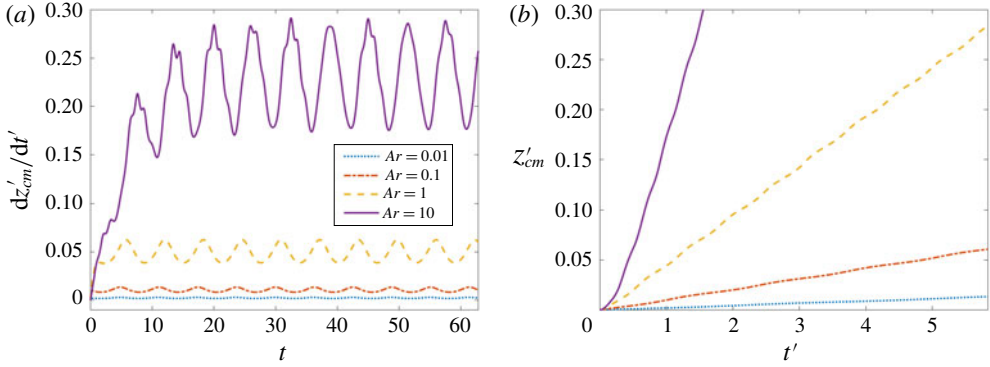 (a)
0.30
0.25
0.20
0.15
0.10
0.05
0
dz′cm/dt′
Ar = 0.01
Ar = 0.1
Ar = 1
Ar = 10
0 10 20 30 40 50 60
t
(b)
0.30
0.25
0.20
0.15
0.10
0.05
z′cm
0 1 2 3 4 5
t′